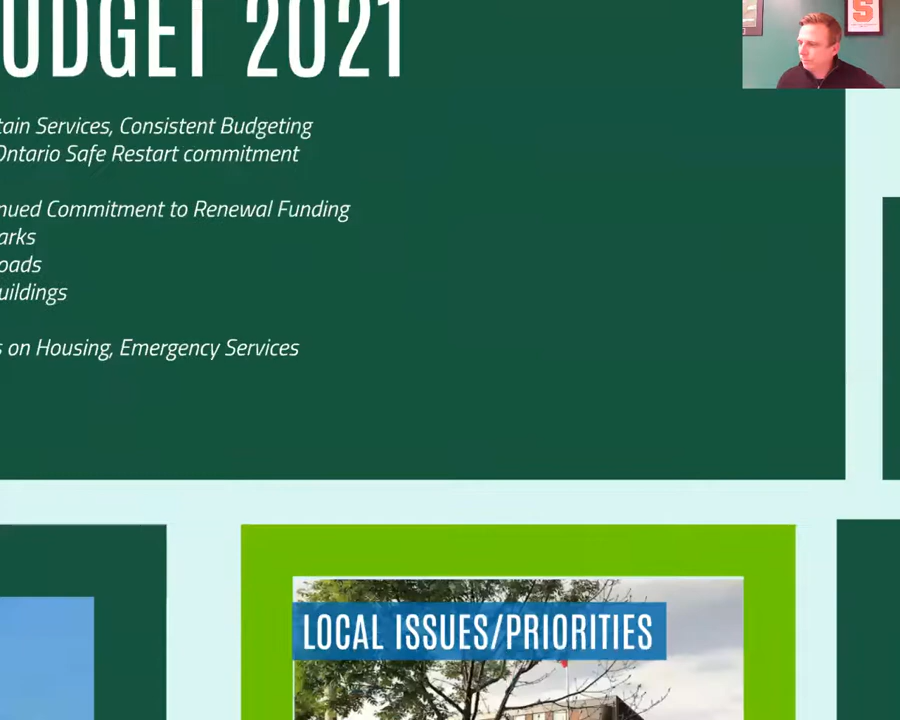 UDGET 2021
S
tain Services, Consistent Budgeting
Ontario Safe Restart commitment
nued Commitment to Renewal Funding
arks
oads
uildings
s on Housing, Emergency Services
LOCAL ISSUES/PRIORITIES